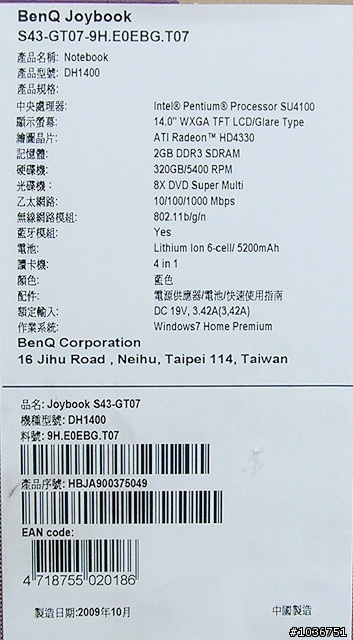 BenQ Joybook
S43-GT07-9H.E0EBG.T07
產品名稱: Notebook
產品型號: DH1400
產品規格:
中央處理器: Intel® Pentium® Processor SU4100
顯示螢幕: 14.0" WXGA TFT LCD/Glare Type
繪圖晶片: ATI Radeon™ HD4330
記憶體: 2GB DDR3 SDRAM
硬碟機: 320GB/5400 RPM
光碟機: 8X DVD Super Multi
乙太網路: 10/100/1000 Mbps
無線網路模組: 802.11b/g/n
藍牙模組: Yes
電池: Lithium Ion 6-cell/ 5200mAh
讀卡機: 4 in 1
顏色: 藍色
配件: 電源供應器/電池/快速使用指南
額定輸入: DC 19V, 3.42A(3,42A)
作業系統: Windows7 Home Premium
BenQ Corporation
16 Jihu Road , Neihu, Taipei 114, Taiwan
品名: Joybook S43-GT07
機種型號: DH1400
料號: 9H.E0EBG.T07
產品序號: HBJA900375049
EAN code:
4 718755 020186
製造日期:2009年10月 中國製造
#1036751